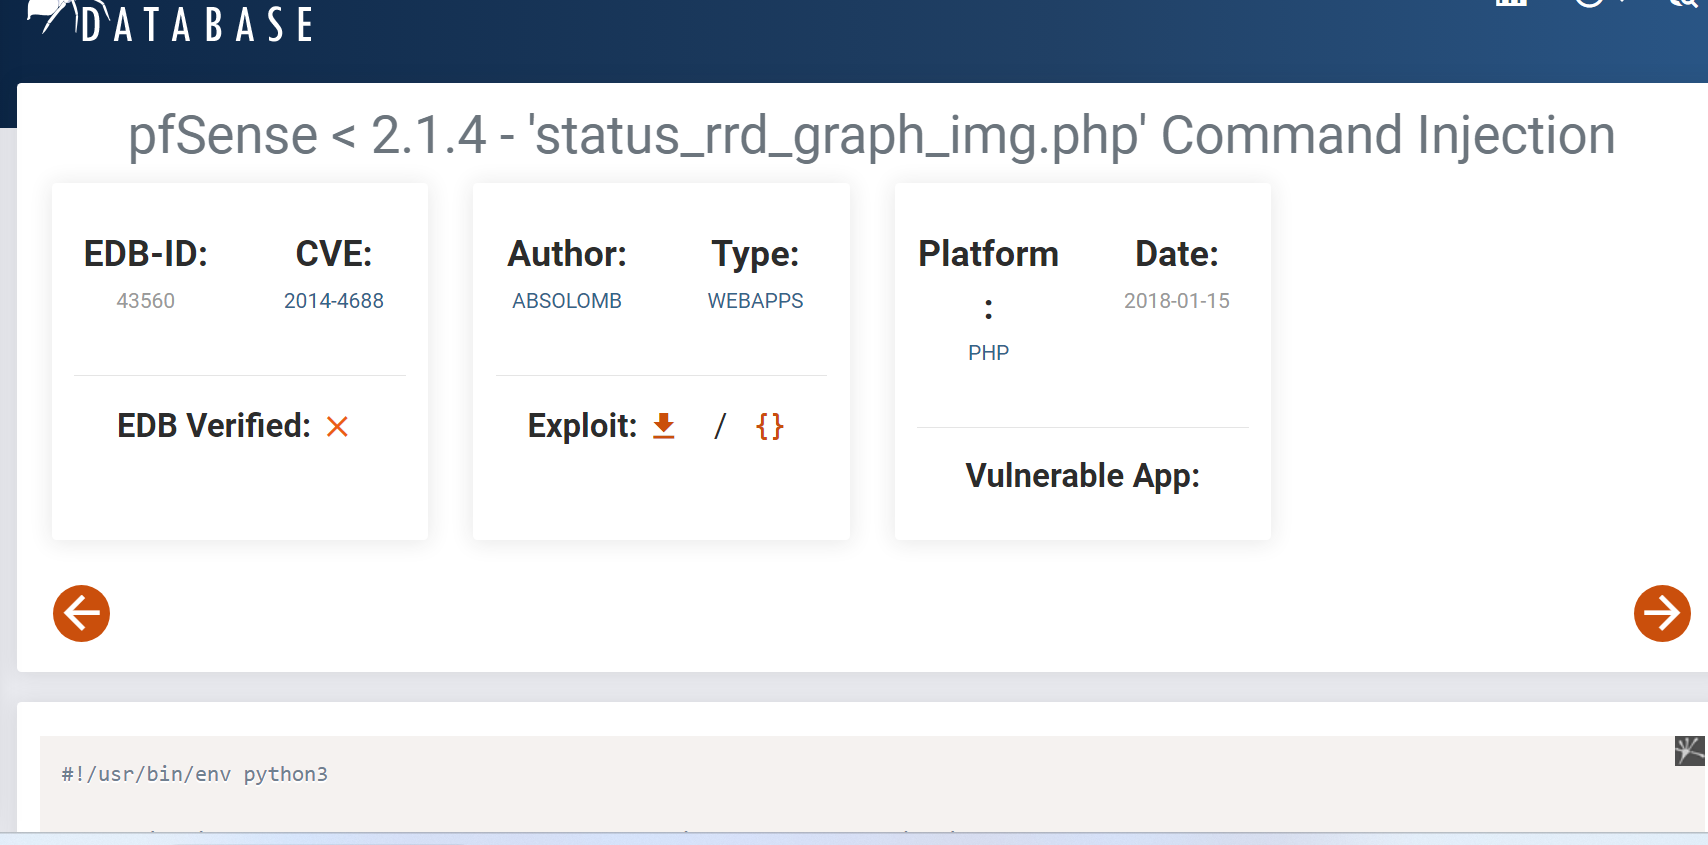 DATABASE
pfSense < 2.1.4 - 'status_rrd_graph_img.php' Command Injection
EDB-ID:
43560
CVE:
2014-4688
EDB Verified:
Author:
ABSOLOMB
Type:
WEBAPPS
Exploit: / {}
Platform
:
PHP
Date:
2018-01-15
Vulnerable App:
#!/usr/bin/env python3